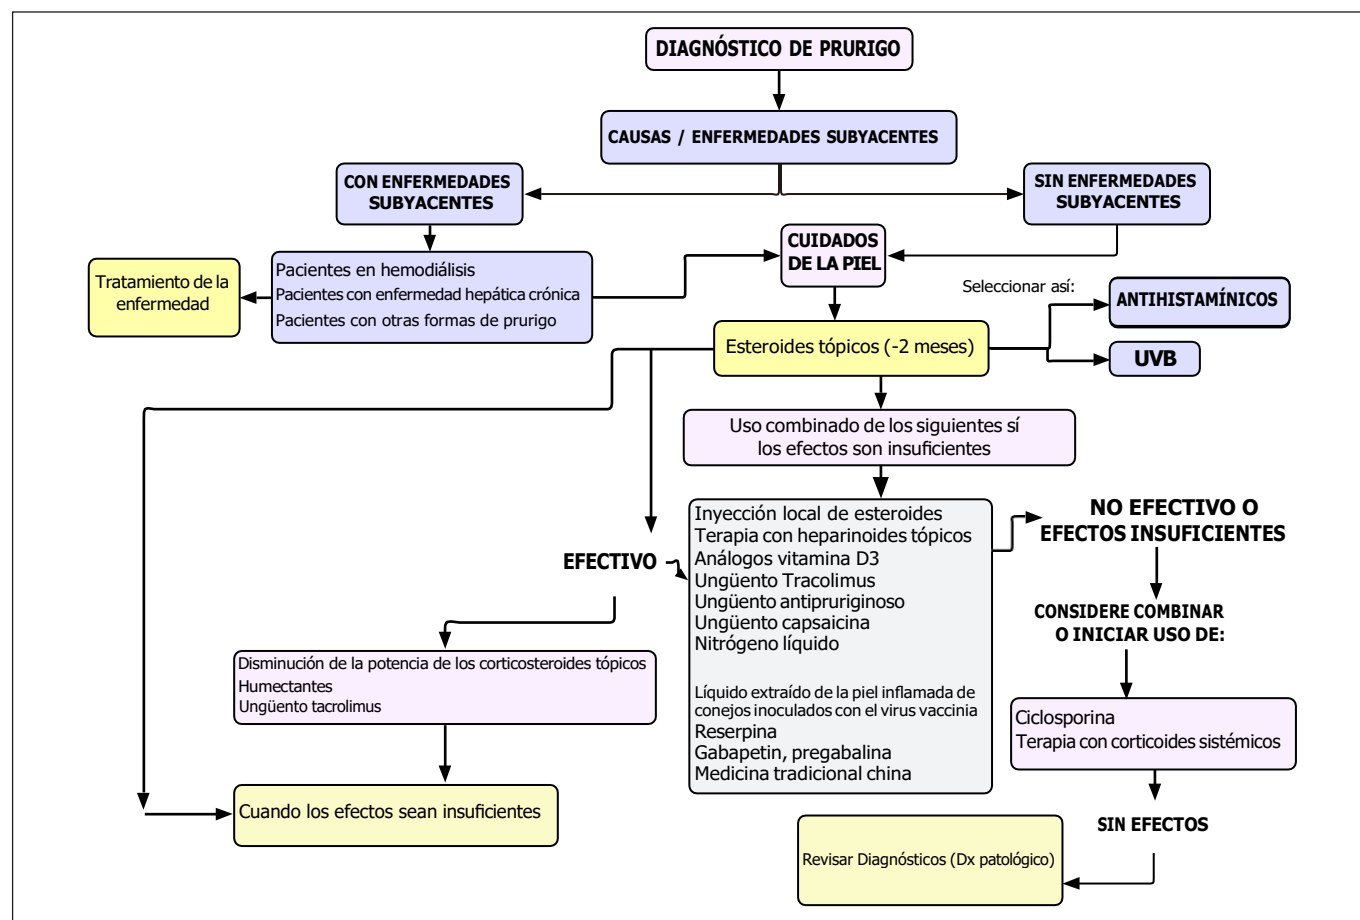 DIAGNÓSTICO DE PRURIGO
CAUSAS / ENFERMEDADES SUBYACENTES
CON ENFERMEDADES
SUBYACENTES
SIN ENFERMEDADES
SUBYACENTES
CUIDADOS
DE LA PIEL
Tratamiento de la
enfermedad
Pacientes en hemodiálisis
Pacientes con enfermedad hepática crónica
Pacientes con otras formas de prurigo
Seleccionar así:
ANTIHISTAMÍNICOS
UVB
Esteroides tópicos (-2 meses)
Uso combinado de los siguientes sí
los efectos son insuficientes
Inyección local de esteroides
Terapia con heparinoides tópicos
Análogos vitamina D3
Ungüento Tracolimus
Ungüento antipruriginoso
Ungüento capsaicina
Nitrógeno líquido
Líquido extraído de la piel inflamada de
conejos inoculados con el virus vaccinia
Reserpina
Gabapetin, pregabalina
Medicina tradicional china
NO EFECTIVO O
EFECTOS INSUFICIENTES
EFECTIVO
CONSIDERE COMBINAR
O INICIAR USO DE:
Disminución de la potencia de los corticosteroides tópicos
Humectantes
Ungüento tacrolimus
Ciclosporina
Terapia con corticoides sistémicos
Cuando los efectos sean insuficientes
SIN EFECTOS
Revisar Diagnósticos (Dx patológico)